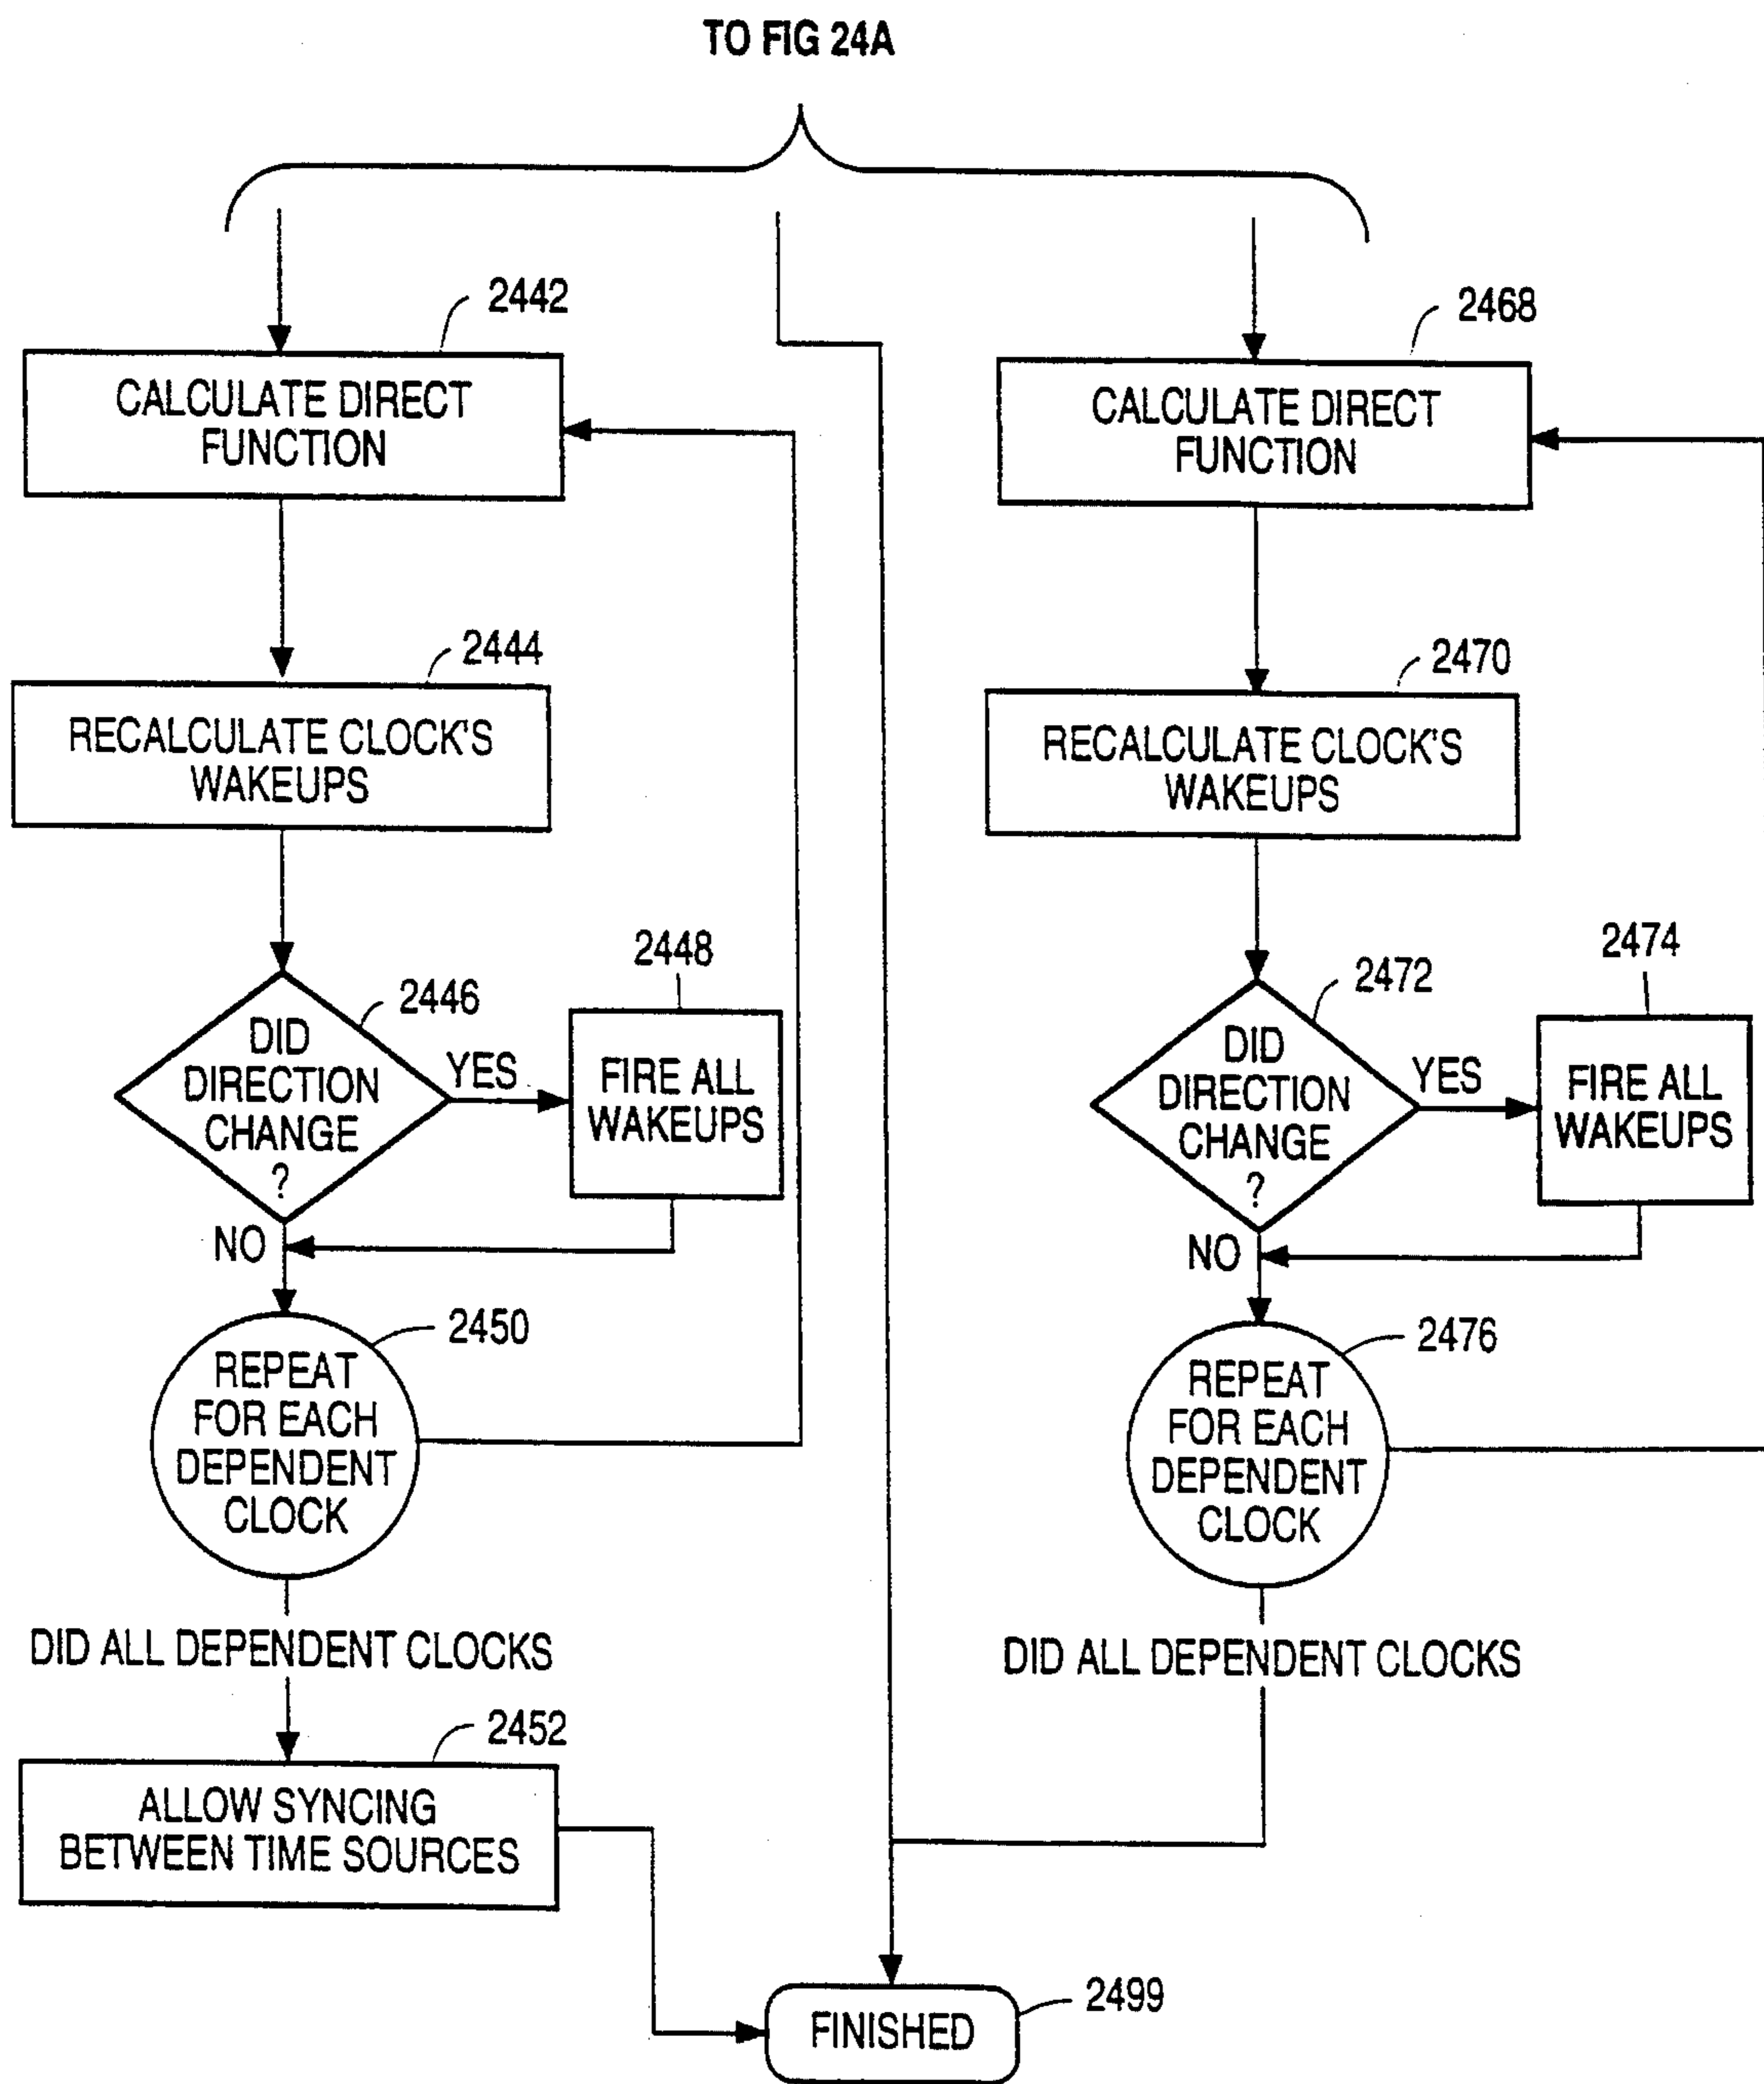 TO FIG 24A
2442
CALCULATE DIRECT
FUNCTION
2444
RECALCULATE CLOCK'S
WAKEUPS
2446
DID
DIRECTION
CHANGE
?
YES
2448
FIRE ALL
WAKEUPS
NO
2450
REPEAT
FOR EACH
DEPENDENT
CLOCK
DID ALL DEPENDENT CLOCKS
2452
ALLOW SYNCING
BETWEEN TIME SOURCES
2468
CALCULATE DIRECT
FUNCTION
2470
RECALCULATE CLOCK'S
WAKEUPS
2472
DID
DIRECTION
CHANGE
?
YES
2474
FIRE ALL
WAKEUPS
NO
2476
REPEAT
FOR EACH
DEPENDENT
CLOCK
DID ALL DEPENDENT CLOCKS
2499
FINISHED